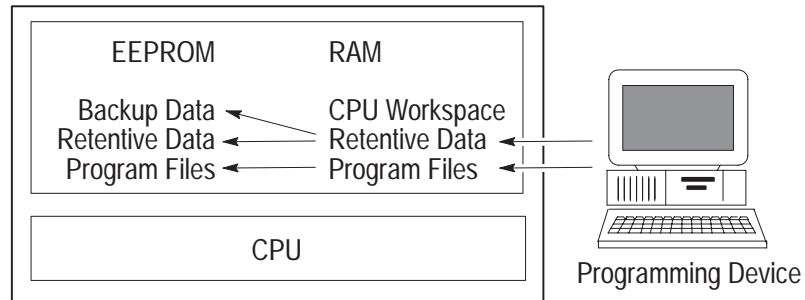 EEPROM RAM
Backup Data CPU Workspace
Retentive Data Retentive Data
Program Files Program Files
CPU
Programming Device